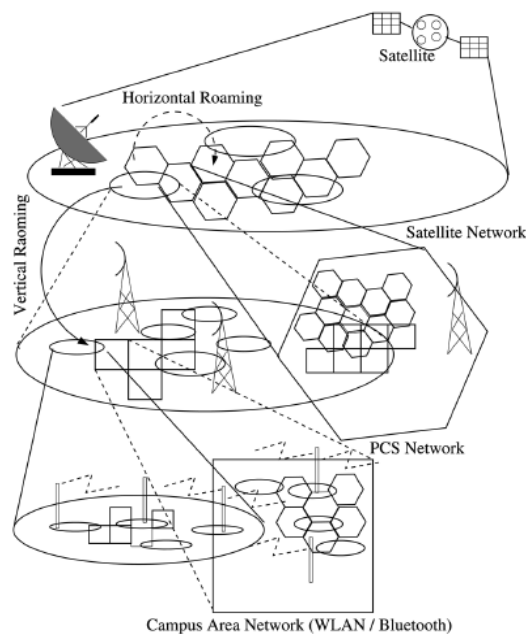 Satellite
Horizontal Roaming
Satellite Network
Vertical Raoming
PCS Network
Campus Area Network (WLAN / Bluetooth)